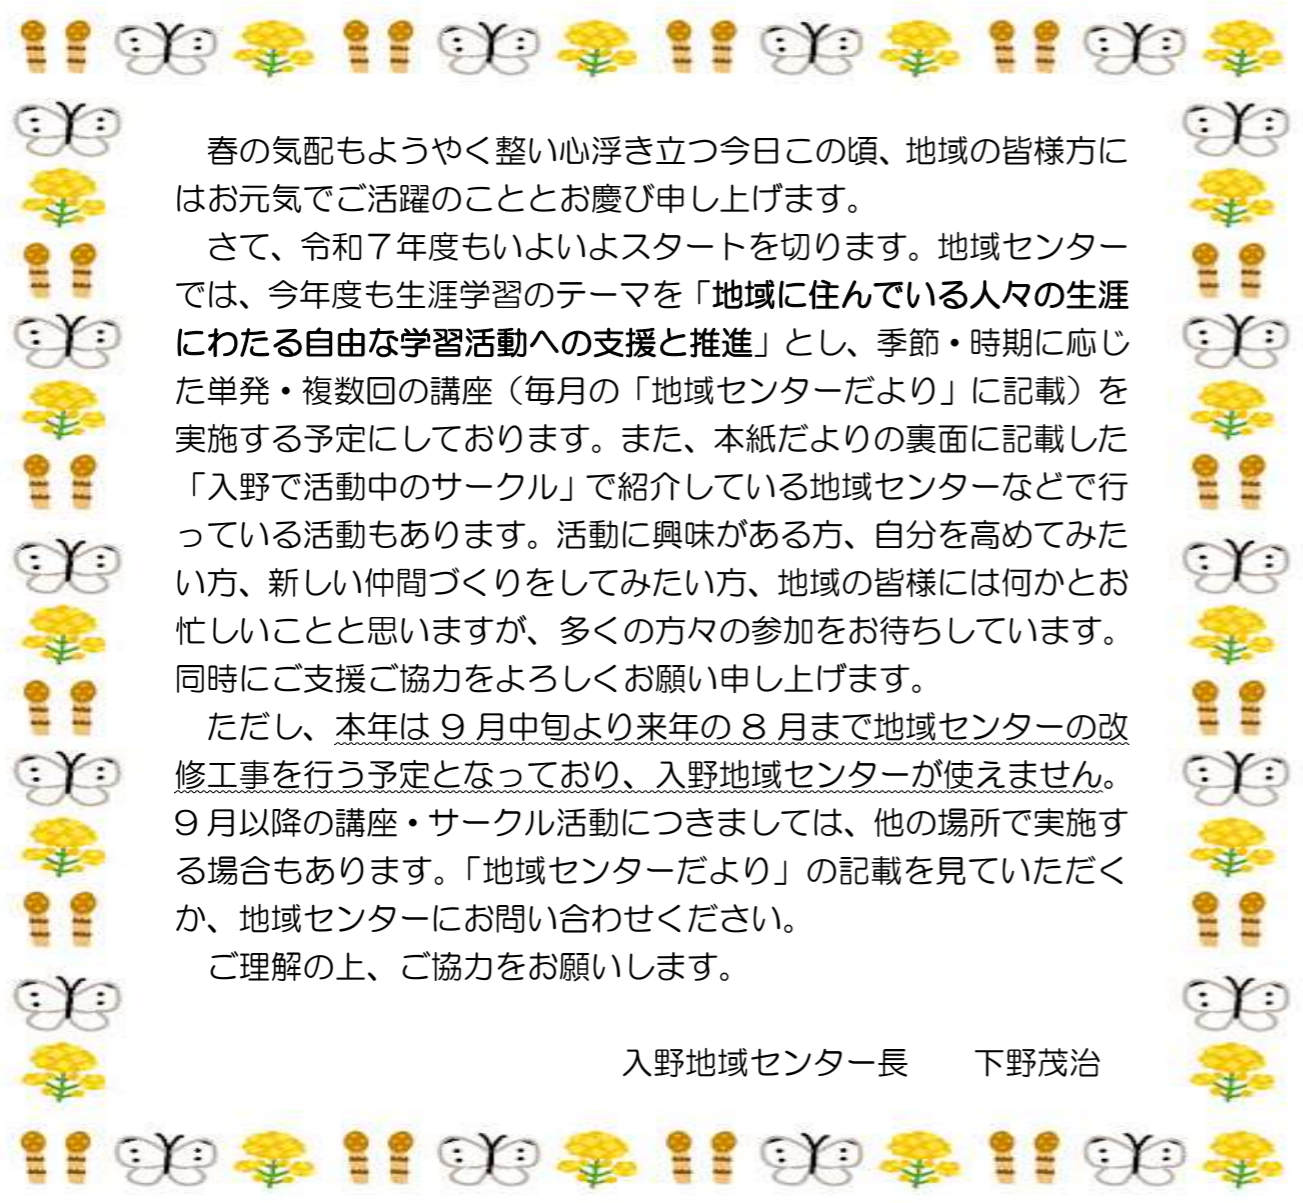 春の気配もようやく整い心浮き立つ今日この頃、地域の皆様方に
はお元気でご活躍のこととお慶び申し上げます。
さて、令和７年度もいよいよスタートを切ります。地域センター
では、今年度も生涯学習のテーマを「地域に住んでいる人々の生涯
にわたる自由な学習活動への支援と推進」とし、季節・時期に応じ
た単発・複数回の講座（毎月の「地域センターだより」に記載）を
実施する予定にしております。また、本紙だよりの裏面に記載した
「入野で活動中のサークル」で紹介している地域センターなどで行
っている活動もあります。活動に興味がある方、自分を高めてみた
い方、新しい仲間づくりをしてみたい方、地域の皆様には何かとお
忙しいことと思いますが、多くの方々の参加をお待ちしています。
同時にご支援ご協力をよろしくお願い申し上げます。
ただし、本年は 9 月中旬より来年の 8 月まで地域センターの改
修工事を行う予定となっており、入野地域センターが使えません。
9 月以降の講座・サークル活動につきましては、他の場所で実施す
る場合もあります。「地域センターだより」の記載を見ていただく
か、地域センターにお問い合わせください。
ご理解の上、ご協力をお願いします。
入野地域センター長　　下野茂治